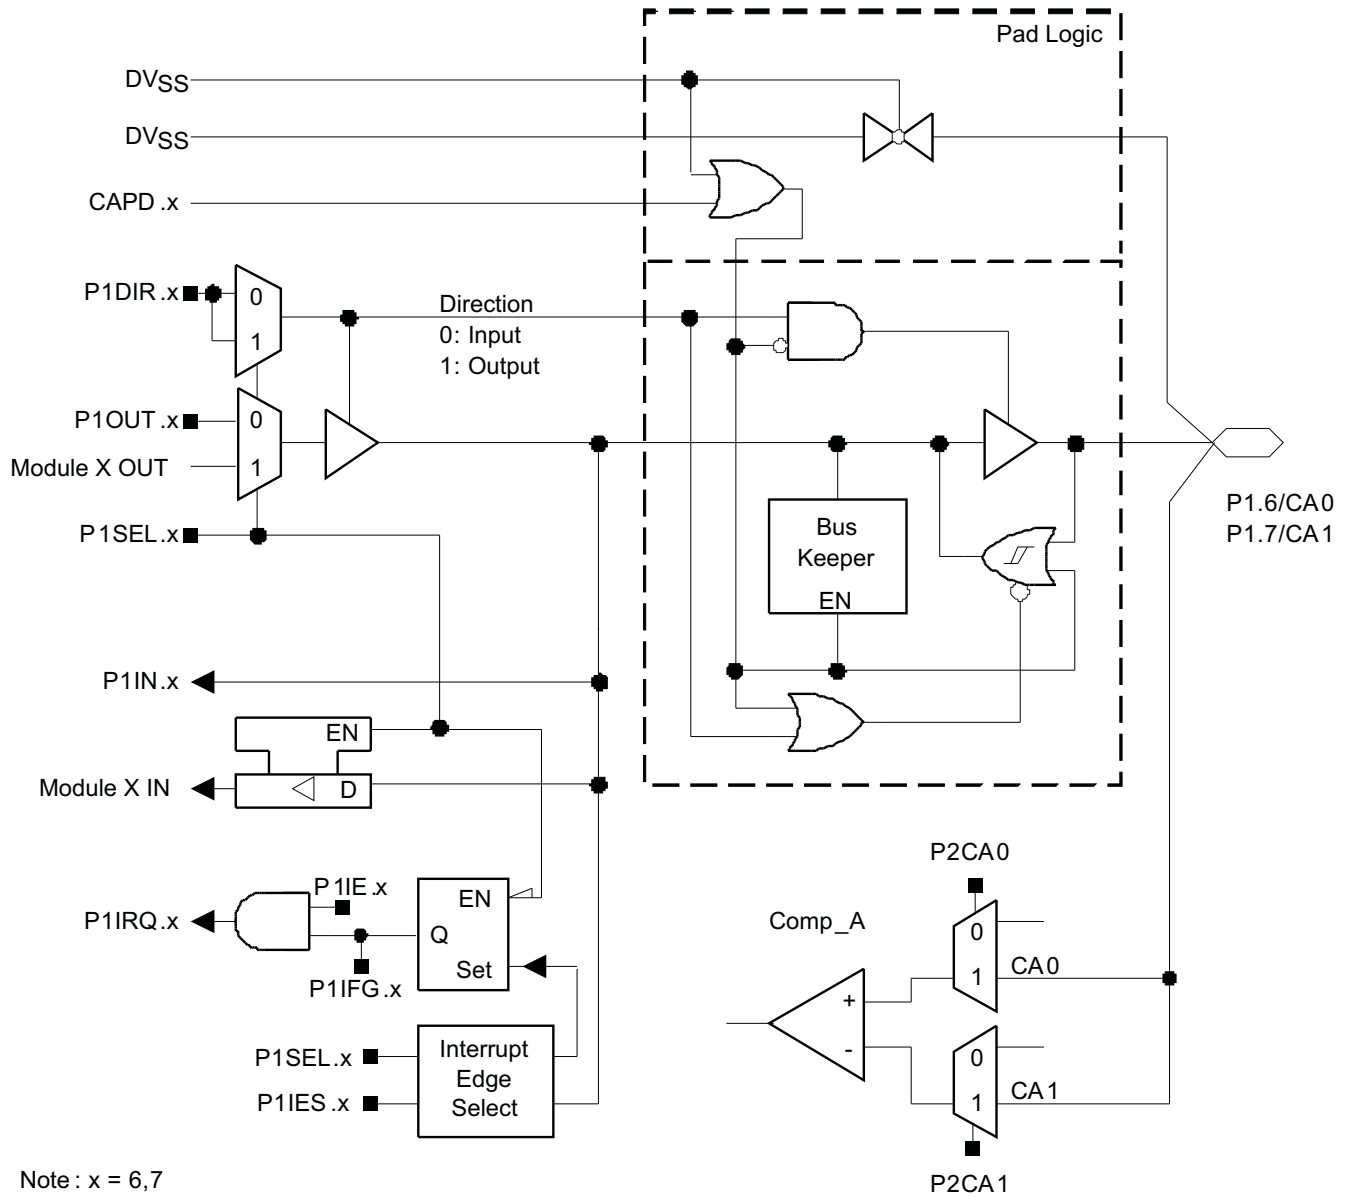 Pad Logic
DVSS
DVSS
CAPD.x
P1DIR.x
0
1
Direction
0: Input
1: Output
P1OUT.x
0
Module X OUT
1
P1SEL.x
Bus
Keeper
EN
P1.6/CA0
P1.7/CA1
P1IN.x
EN
Module X IN
D
P1IE.x
P1IRQ.x
EN
Q
Set
P1IFG.x
P2CA0
Comp_A
0
1
CA0
+
-
0
1
CA1
P2CA1
P1SEL.x
P1IES.x
Interrupt
Edge
Select
Note: x = 6,7